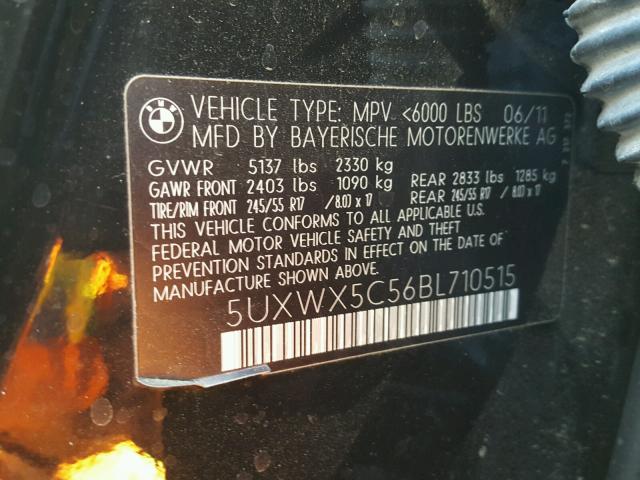 BMW
VEHICLE TYPE: MPV <6000 LBS 06/11
MFD BY BAYERISCHE MOTORENWERKE AG
GVWR 5137 lbs 2330 kg
GAWR FRONT 2403 lbs 1090 kg REAR 2833 lbs 1285 kg
TIRE/RIM FRONT 245/55 R17 /8.0J x 17 REAR 245/55 R17 / 8.0J x 17
THIS VEHICLE CONFORMS TO ALL APPLICABLE U.S.
FEDERAL MOTOR VEHICLE SAFETY AND THEFT
PREVENTION STANDARDS IN EFFECT ON THE DATE OF
MANUFACTURE SHOWN ABOVE.
5UXWX5C56BL710515